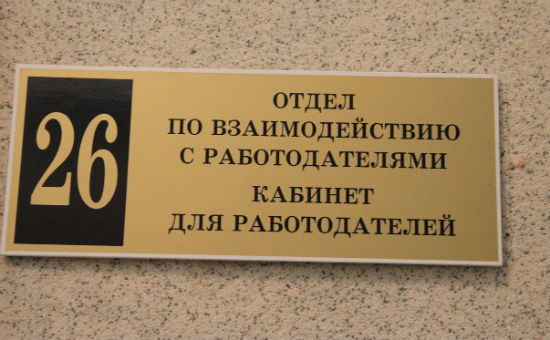 26
ОТДЕЛ
ПО ВЗАИМОДЕЙСТВИЮ
С РАБОТОДАТЕЛЯМИ
КАБИНЕТ
ДЛЯ РАБОТОДАТЕЛЕЙ